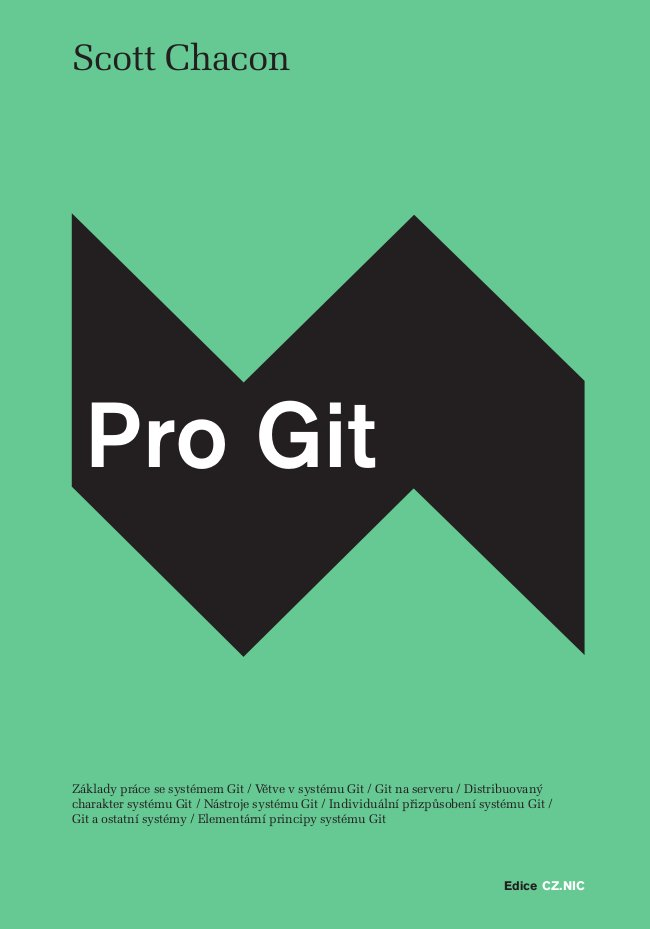 Scott Chacon
Pro Git
Základy práce se systémem Git / Větve v systému Git / Git na serveru / Distribuovaný
charakter systému Git / Nástroje systému Git / Individuální přizpůsobení systému Git /
Git a ostatní systémy / Elementární principy systému Git
Edice CZ.NIC